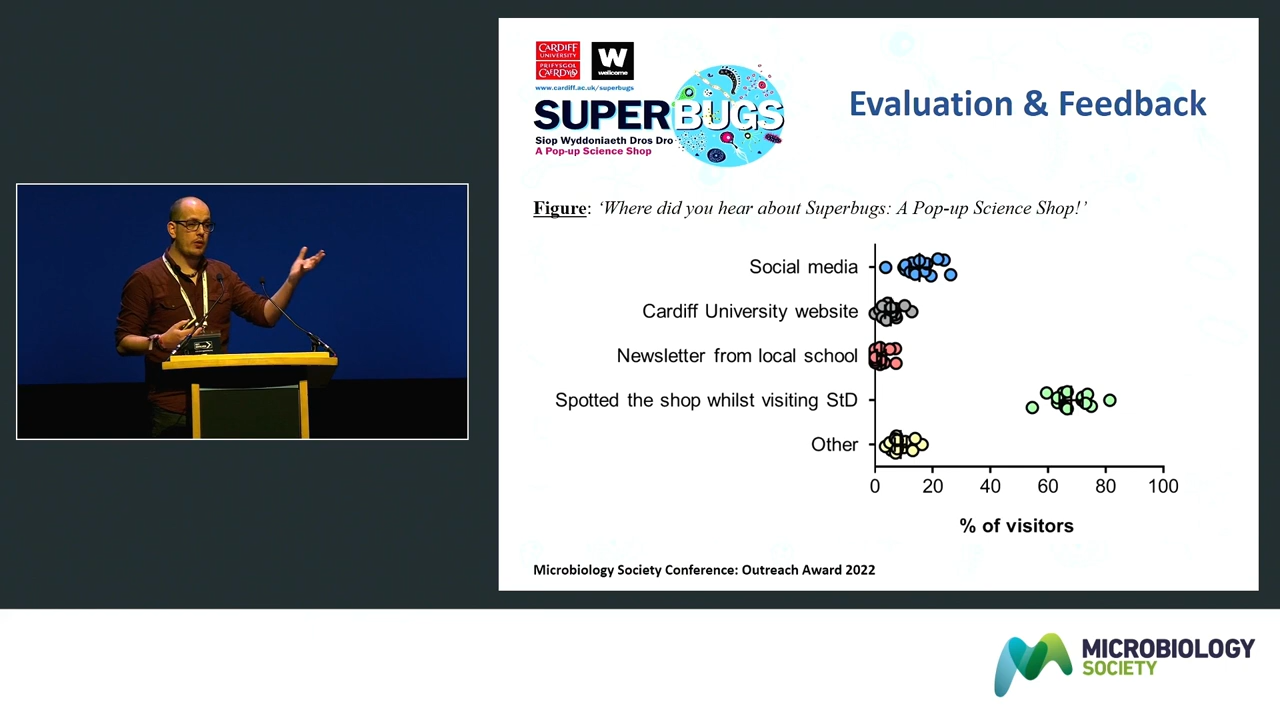 CARDIFF
UNIVERSITY
PRIFYSGOL
CAERDYDD
W
wellcome
www.cardiff.ac.uk/superbugs
SUPERBUGS
Siop Wyddoniaeth Dros Dro
A Pop-up Science Shop
Evaluation & Feedback
Figure: ‘Where did you hear about Superbugs: A Pop-up Science Shop!’
Social media
Cardiff University website
Newsletter from local school
Spotted the shop whilst visiting StD
Other
0 20 40 60 80 100
% of visitors
Microbiology Society Conference: Outreach Award 2022
MICROBIOLOGY
SOCIETY